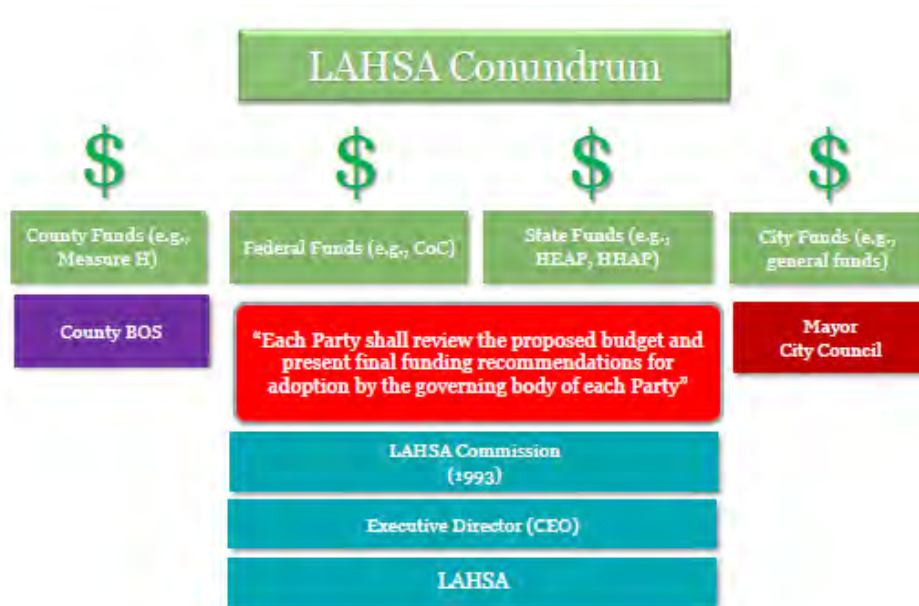 LAHSA Conundrum
$ $ $ $
County Funds (e.g.,
Measure H)
Federal Funds (e.g., CoC)
State Funds (e.g.,
HEAP, HHAP)
City Funds (e.g.,
general funds)
County BOS
"Each Party shall review the proposed budget and
present final funding recommendations for
adoption by the governing body of each Party"
Mayor
City Council
LAHSA Commission
(1993)
Executive Director (CEO)
LAHSA